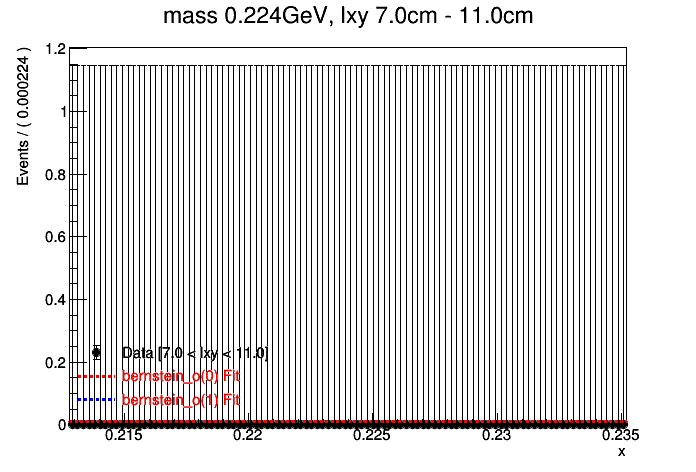 mass 0.224GeV, lxy 7.0cm - 11.0cm
Events / ( 0.000224 )
1.2
1
0.8
0.6
0.4
0.2
0
Data [7.0 < lxy < 11.0]
bernstein_o(0) Fit
bernstein_o(1) Fit
0.215 0.22 0.225 0.23 0.235
x